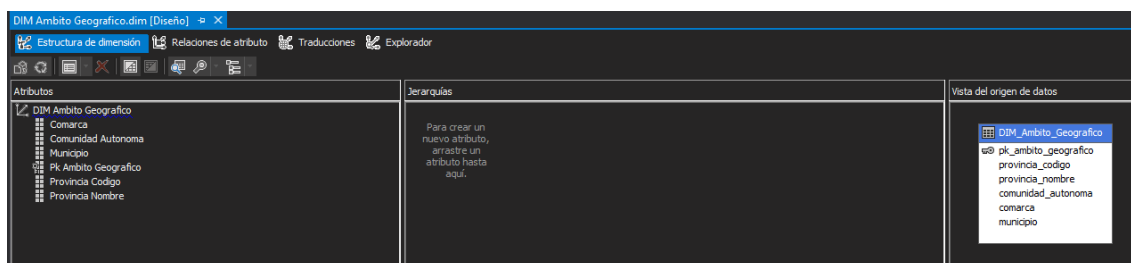 DIM Ambito Geografico.dim [Diseño]
Estructura de dimensión Relaciones de atributo Traducciones Explorador
Atributos
DIM Ambito Geografico
Comarca
Comunidad Autonoma
Municipio
Pk Ambito Geografico
Provincia Codigo
Provincia Nombre
Jerarquías
Para crear un
nuevo atributo,
arrastre un
atributo hasta
aquí.
Vista del origen de datos
DIM_Ambito_Geografico
pk_ambito_geografico
provincia_codigo
provincia_nombre
comunidad_autonoma
comarca
municipio